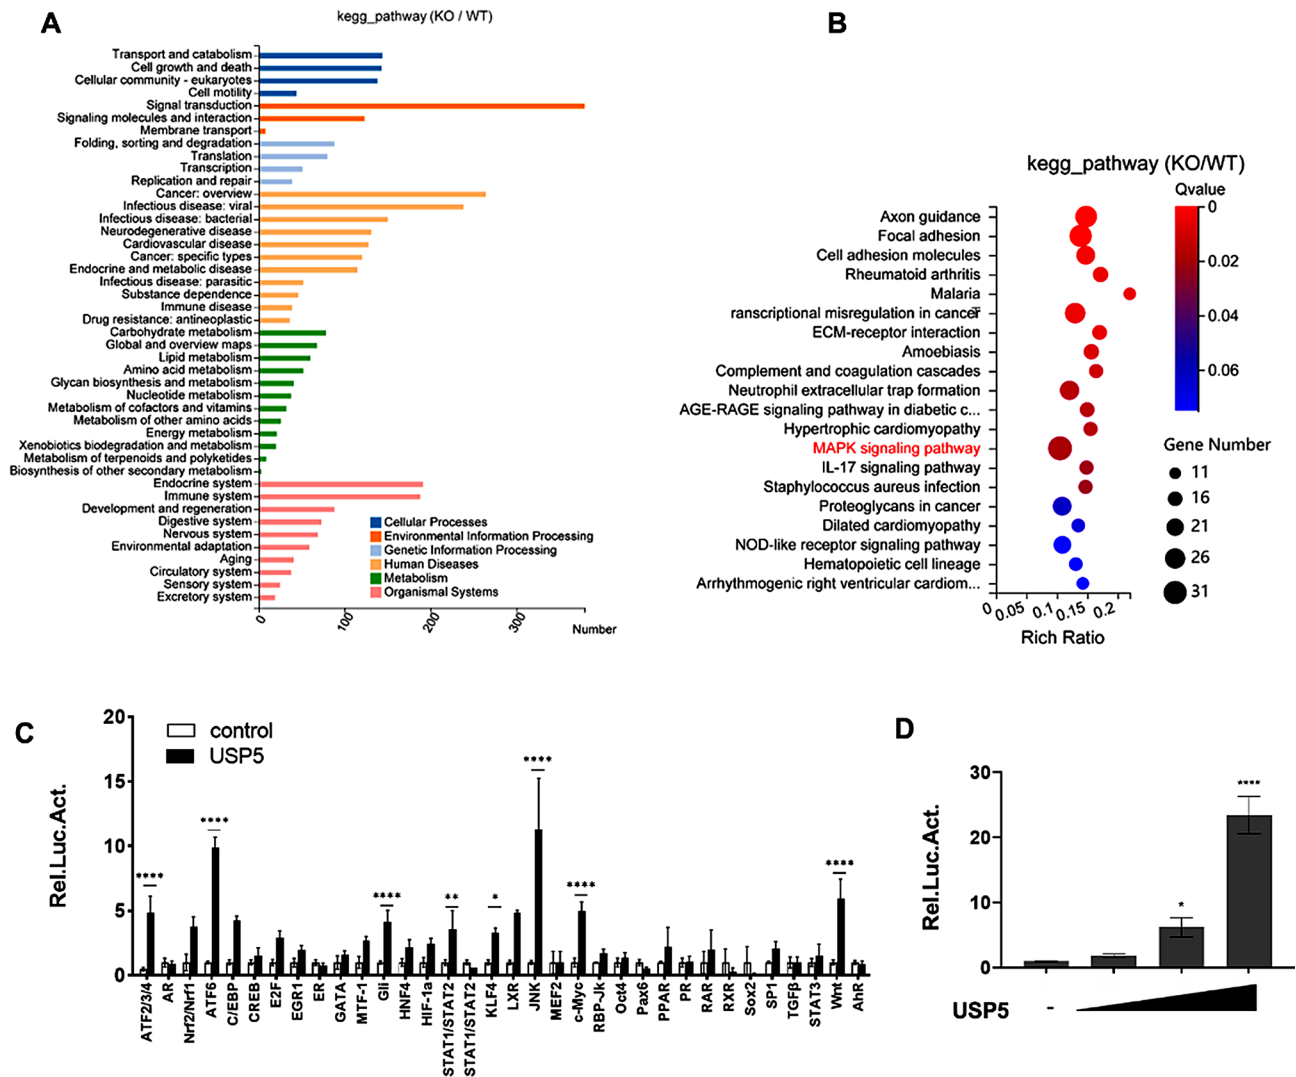 A
kegg_pathway (KO / WT)
Transport and catabolism
Cell growth and death
Cellular community - eukaryotes
Cell motility
Signal transduction
Signaling molecules and interaction
Membrane transport
Folding, sorting and degradation
Translation
Transcription
Replication and repair
Cancer: overview
Infectious disease: viral
Infectious disease: bacterial
Neurodegenerative disease
Cardiovascular disease
Cancer: specific types
Endocrine and metabolic disease
Infectious disease: parasitic
Substance dependence
Immune disease
Drug resistance: antineoplastic
Carbohydrate metabolism
Global and overview maps
Lipid metabolism
Amino acid metabolism
Glycan biosynthesis and metabolism
Nucleotide metabolism
Metabolism of cofactors and vitamins
Metabolism of other amino acids
Energy metabolism
Xenobiotics biodegradation and metabolism
Metabolism of terpenoids and polyketides
Biosynthesis of other secondary metabolism
Endocrine system
Immune system
Development and regeneration
Digestive system
Nervous system
Environmental adaptation
Aging
Circulatory system
Sensory system
Excretory system
Cellular Processes
Environmental Information Processing
Genetic Information Processing
Human Diseases
Metabolism
Organismal Systems
0 100 200 300 Number
B
kegg_pathway (KO/WT)
Axon guidance
Focal adhesion
Cell adhesion molecules
Rheumatoid arthritis
Malaria
Transcriptional misregulation in cancer
ECM-receptor interaction
Amoebiasis
Complement and coagulation cascades
Neutrophil extracellular trap formation
AGE-RAGE signaling pathway in diabetic c...
Hypertrophic cardiomyopathy
MAPK signaling pathway
IL-17 signaling pathway
Staphylococcus aureus infection
Proteoglycans in cancer
Dilated cardiomyopathy
NOD-like receptor signaling pathway
Hematopoietic cell lineage
Arrhythmogenic right ventricular cardiom...
0 0.05 0.1 0.15 0.2
Rich Ratio
Qvalue
0
0.02
0.04
0.06
Gene Number
11
16
21
26
31
C
Rel.Luc.Act.
20
15
10
5
0
control
USP5
****
****
****
**
*
****
****
****
ATF2/3/4
AR
Nrf2/Nrf1
ATF6
C/EBP
CREB
E2F
EGR1
ER
GATA
MTF-1
Gli
HNF4
HIF-1a
STAT1/STAT2
STAT1/STAT2
KLF4
LXR
JNK
MEF2
c-Myc
RBP-Jk
Oct4
Pax6
PPAR
PR
RAR
RXR
Sox2
SP1
TGFβ
STAT3
Wnt
AhR
D
Rel.Luc.Act.
30
20
10
0
*
****
USP5 -